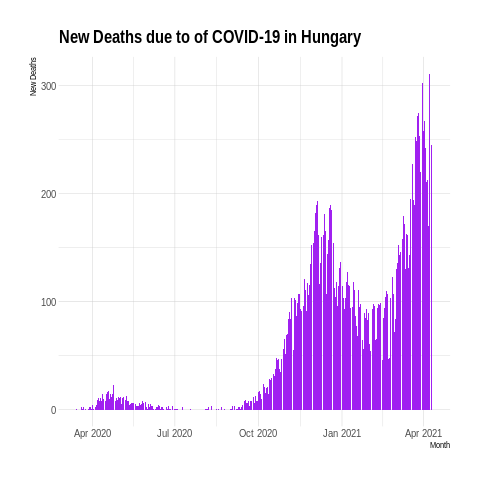 New Deaths due to of COVID-19 in Hungary
New Deaths
300
200
100
0
Apr 2020 Jul 2020 Oct 2020 Jan 2021 Apr 2021
Month